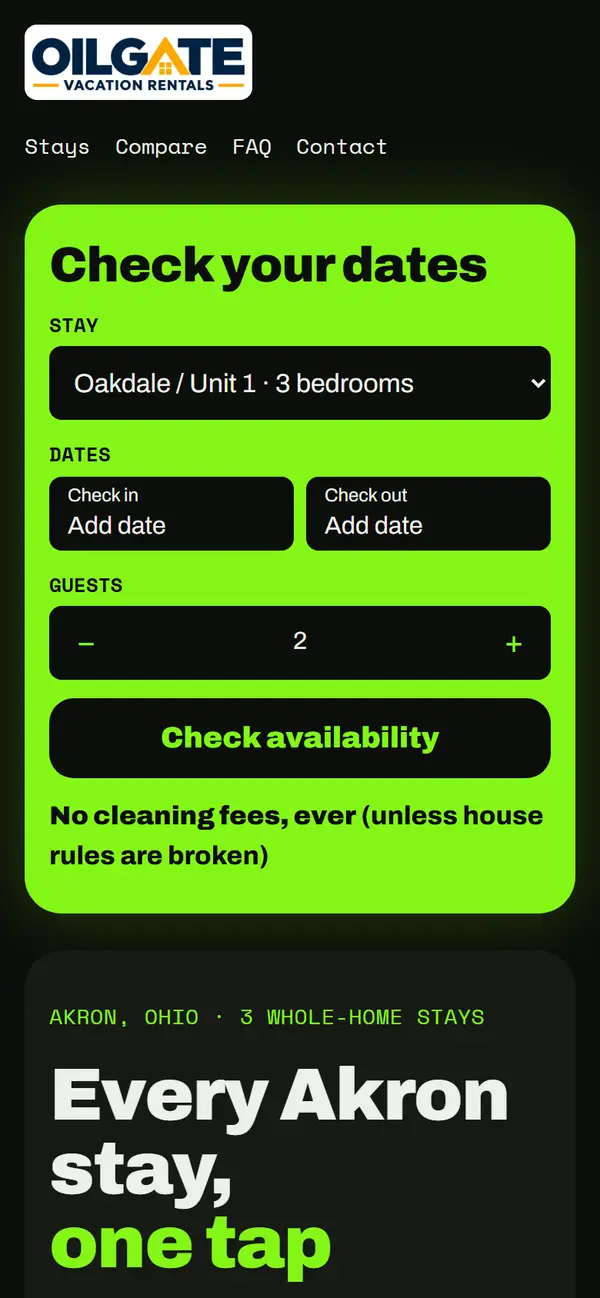 OILGATE
VACATION RENTALS
Stays Compare FAQ Contact
Check your dates
STAY
Oakdale / Unit 1 · 3 bedrooms
DATES
Check in
Add date
Check out
Add date
GUESTS
− 2 +
Check availability
No cleaning fees, ever (unless house
rules are broken)
AKRON, OHIO · 3 WHOLE-HOME STAYS
Every Akron
stay,
one tap